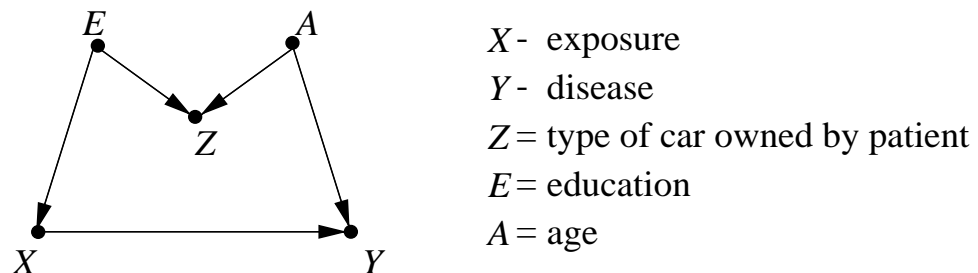 E
A
Z
X
Y
X - exposure
Y - disease
Z = type of car owned by patient
E = education
A = age